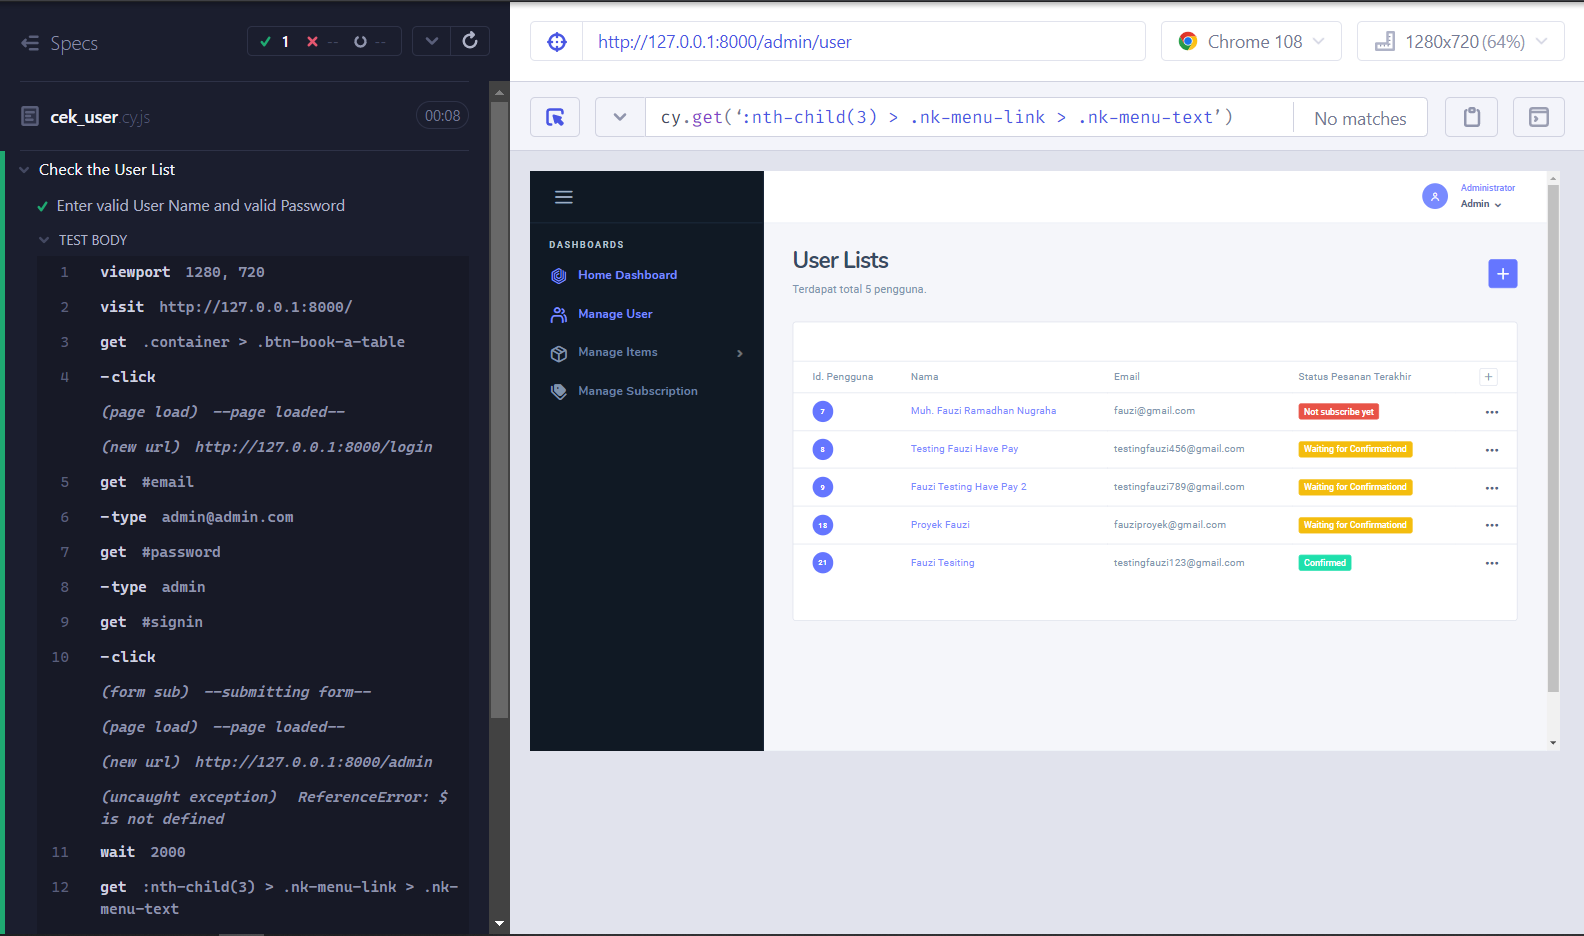 Specs
1 -- --
cek_user.cy.js
00:08
Check the User List
Enter valid User Name and valid Password
TEST BODY
1 viewport 1280, 720
2 visit http://127.0.0.1:8000/
3 get .container > .btn-book-a-table
4 -click
(page load) --page loaded--
(new url) http://127.0.0.1:8000/login
5 get #email
6 -type admin@admin.com
7 get #password
8 -type admin
9 get #signin
10 -click
(form sub) --submitting form--
(page load) --page loaded--
(new url) http://127.0.0.1:8000/admin
(uncaught exception) ReferenceError: $
is not defined
11 wait 2000
12 get :nth-child(3) > .nk-menu-link > .nk-
menu-text
http://127.0.0.1:8000/admin/user
Chrome 108
1280x720 (64%)
cy.get(‘:nth-child(3) > .nk-menu-link > .nk-menu-text’)
No matches
DASHBOARDS
Home Dashboard
Manage User
Manage Items
Manage Subscription
Administrator
Admin
User Lists
Terdapat total 5 pengguna.
Id. Pengguna Nama Email Status Pesanan Terakhir
7 Muh. Fauzi Ramadhan Nugraha fauzi@gmail.com Not subscribe yet
8 Testing Fauzi Have Pay testingfauzi456@gmail.com Waiting for Confirmationd
9 Fauzi Testing Have Pay 2 testingfauzi789@gmail.com Waiting for Confirmationd
18 Proyek Fauzi fauziproyek@gmail.com Waiting for Confirmationd
21 Fauzi Tesiting testingfauzi123@gmail.com Confirmed